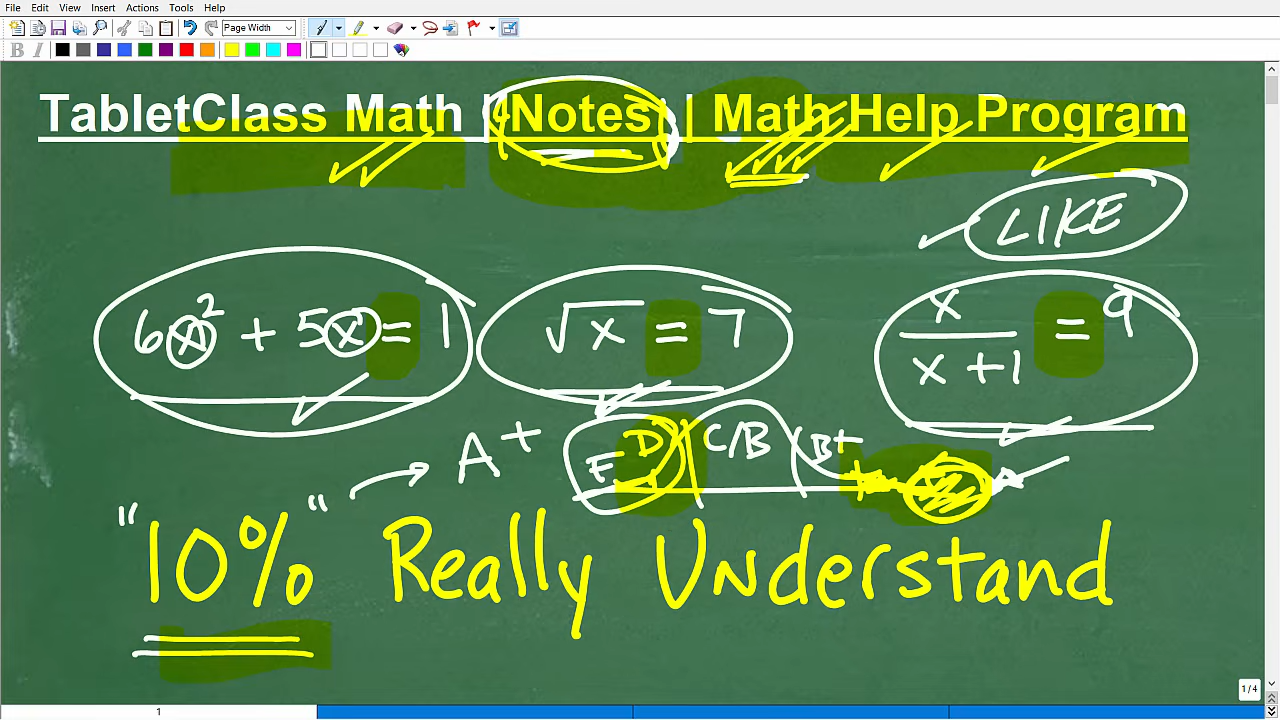 File Edit View Insert Actions Tools Help
Page Width
B I
TabletClass Math | Notes | Math Help Program
LIKE
6x² + 5x = 1
√x = 7
x / x + 1 = 9
A+ F D C/B B+
"10%" Really Understand
1/4
1